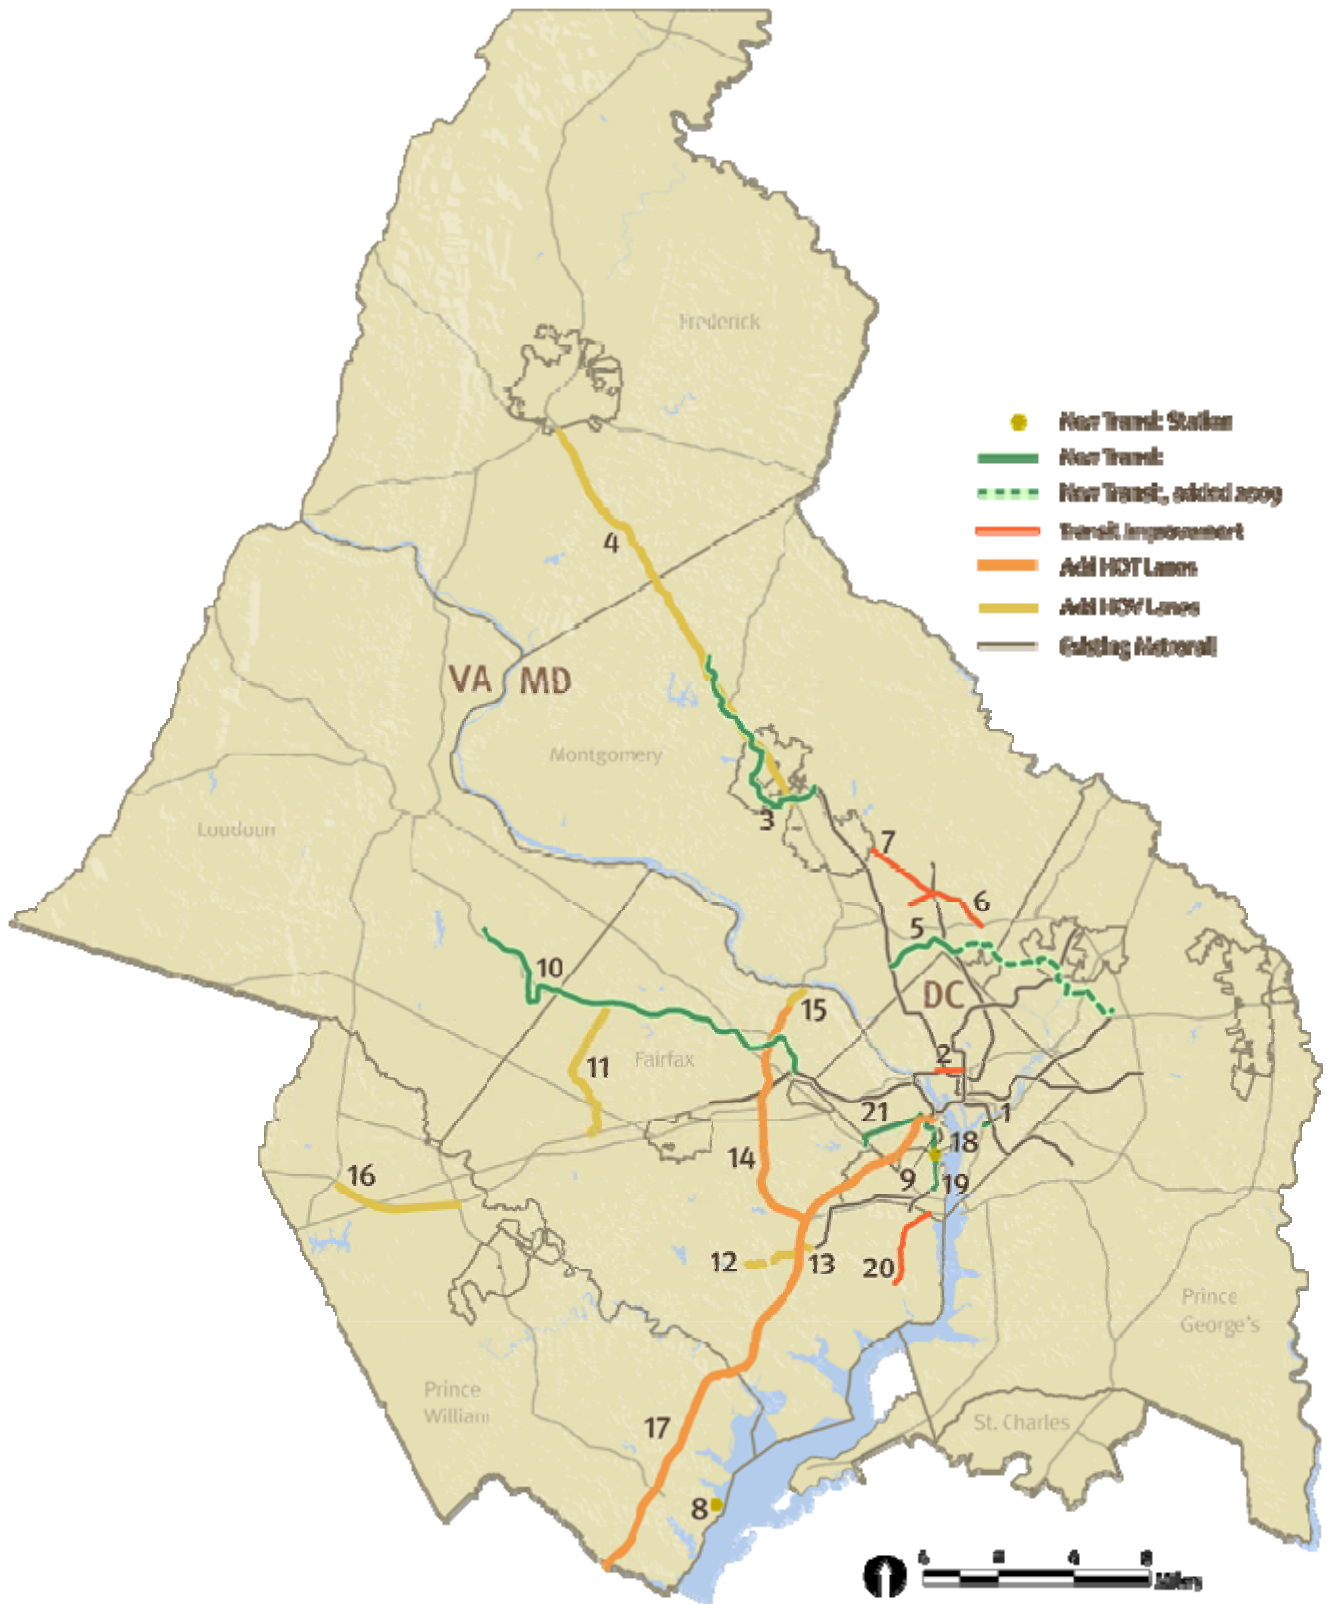 Frederick
New Transit Station
New Transit
New Transit, added 2009
Transit Improvement
Add HOT Lanes
4
Add HOV Lanes
Existing Metrorail
VA MD
Montgomery
3
Loudoun
7
6
5
10
DC
15
2
11
Fairfax
21
1
18
14
16
9
19
12
13
20
Prince
George's
Prince
William
17
St. Charles
8
Miles